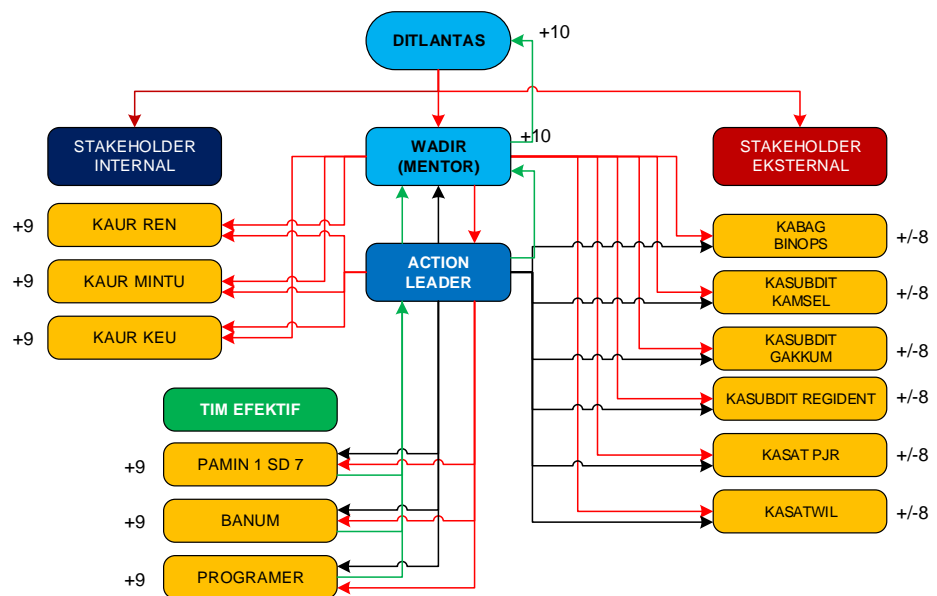 DITLANTAS
+10
STAKEHOLDER
INTERNAL
WADIR
(MENTOR)
+10
STAKEHOLDER
EKSTERNAL
+9
KAUR REN
+9
KAUR MINTU
+9
KAUR KEU
ACTION
LEADER
KABAG
BINOPS
+/-8
KASUBDIT
KAMSEL
+/-8
KASUBDIT
GAKKUM
+/-8
KASUBDIT REGIDENT
+/-8
KASAT PJR
+/-8
KASATWIL
+/-8
TIM EFEKTIF
+9
PAMIN 1 SD 7
+9
BANUM
+9
PROGRAMER